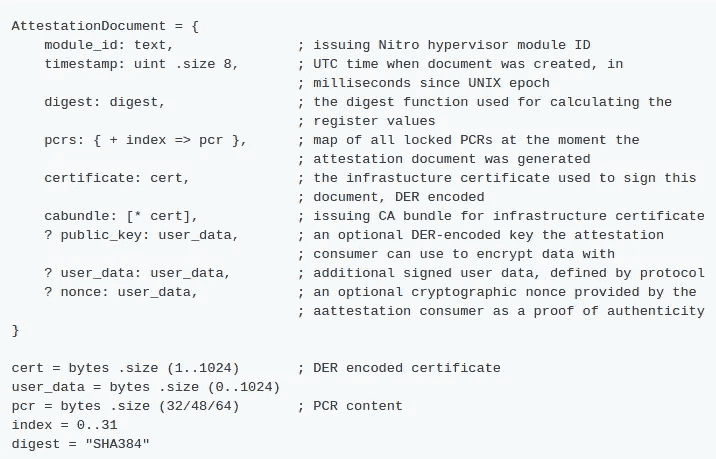 AttestationDocument = {
    module_id: text,               ; issuing Nitro hypervisor module ID
    timestamp: uint .size 8,       ; UTC time when document was created, in
                                   ; milliseconds since UNIX epoch
    digest: digest,                ; the digest function used for calculating the
                                   ; register values
    pcrs: { + index => pcr },      ; map of all locked PCRs at the moment the
                                   ; attestation document was generated
    certificate: cert,             ; the infrastucture certificate used to sign this
                                   ; document, DER encoded
    cabundle: [* cert],            ; issuing CA bundle for infrastructure certificate
    ? public_key: user_data,       ; an optional DER-encoded key the attestation
                                   ; consumer can use to encrypt data with
    ? user_data: user_data,        ; additional signed user data, defined by protocol
    ? nonce: user_data,            ; an optional cryptographic nonce provided by the
                                   ; aattestation consumer as a proof of authenticity
}
cert = bytes .size (1..1024)       ; DER encoded certificate
user_data = bytes .size (0..1024)
pcr = bytes .size (32/48/64)       ; PCR content
index = 0..31
digest = "SHA384"